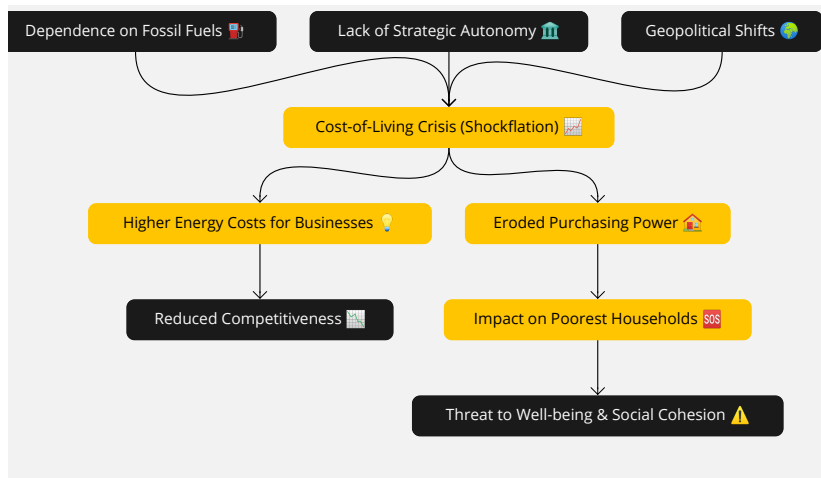 Dependence on Fossil Fuels ⛽
Lack of Strategic Autonomy 🏛️
Geopolitical Shifts 🌍
Cost-of-Living Crisis (Shockflation) 📈
Higher Energy Costs for Businesses 💡
Eroded Purchasing Power 🏠
Reduced Competitiveness 📉
Impact on Poorest Households 🆘
Threat to Well-being & Social Cohesion ⚠️